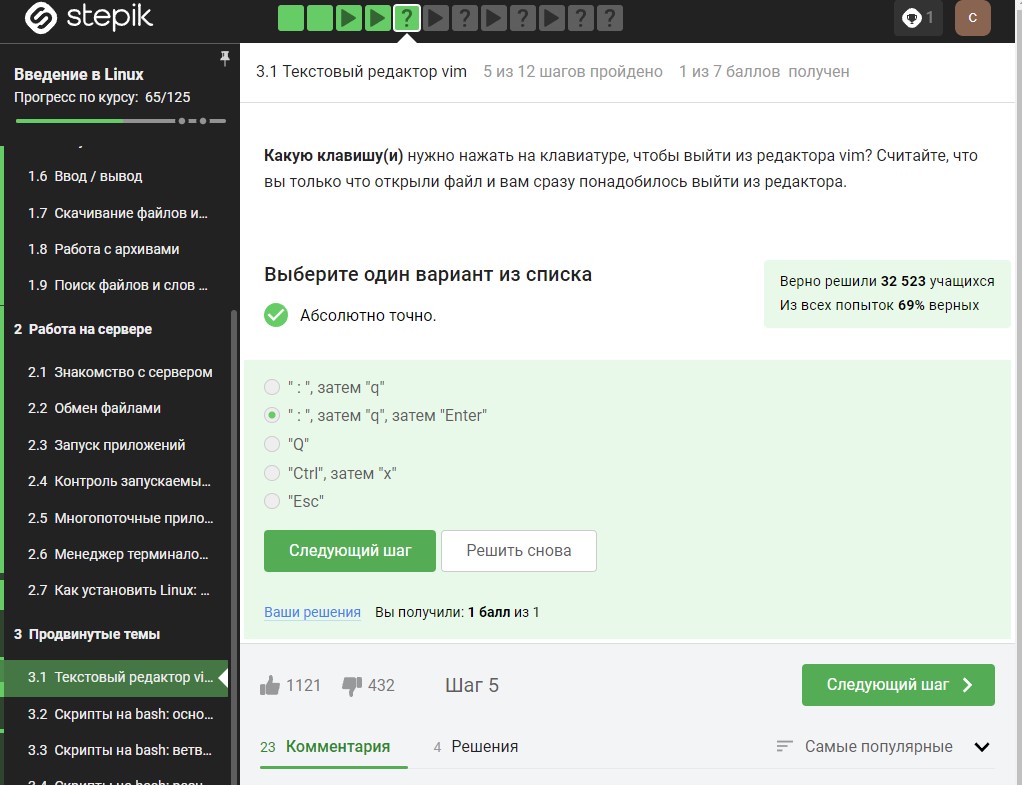 stepik
? ? ? ? ?
1
C
Введение в Linux
Прогресс по курсу: 65/125
1.6 Ввод / вывод
1.7 Скачивание файлов и...
1.8 Работа с архивами
1.9 Поиск файлов и слов ...
2 Работа на сервере
2.1 Знакомство с сервером
2.2 Обмен файлами
2.3 Запуск приложений
2.4 Контроль запускаемы...
2.5 Многопоточные прило...
2.6 Менеджер терминало...
2.7 Как установить Linux: ...
3 Продвинутые темы
3.1 Текстовый редактор vi...
3.2 Скрипты на bash: осно...
3.3 Скрипты на bash: ветв...
3.1 Текстовый редактор vim 5 из 12 шагов пройдено 1 из 7 баллов получен
Какую клавишу(и) нужно нажать на клавиатуре, чтобы выйти из редактора vim? Считайте, что
вы только что открыли файл и вам сразу понадобилось выйти из редактора.
Выберите один вариант из списка
Абсолютно точно.
Верно решили 32 523 учащихся
Из всех попыток 69% верных
" : ", затем "q"
" : ", затем "q", затем "Enter"
"Q"
"Ctrl", затем "x"
"Esc"
Следующий шаг
Решить снова
Ваши решения Вы получили: 1 балл из 1
1121 432 Шаг 5
Следующий шаг
23 Комментария 4 Решения
Самые популярные